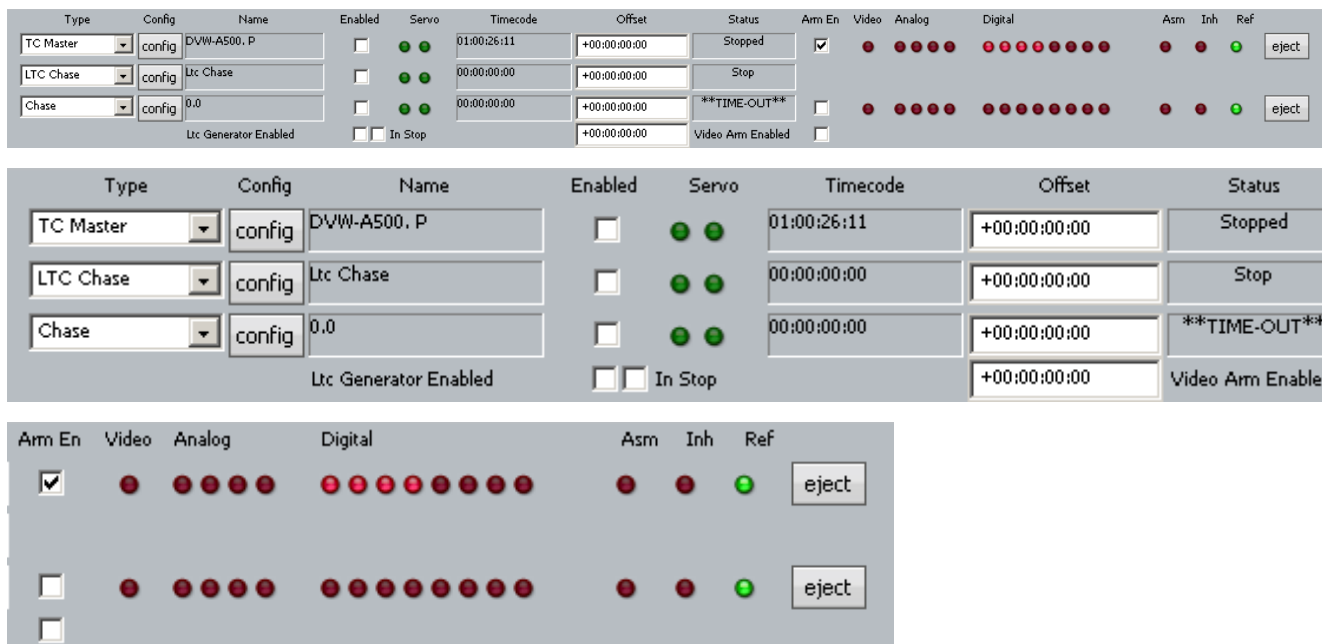 Type Config Name Enabled Servo Timecode Offset Status Arm En Video Analog Digital Asm Inh Ref
TC Master config DVW-A500. P 01:00:26:11 +00:00:00:00 Stopped eject
LTC Chase config Ltc Chase 00:00:00:00 +00:00:00:00 Stop
Chase config 0.0 00:00:00:00 +00:00:00:00 **TIME-OUT** eject
Ltc Generator Enabled In Stop +00:00:00:00 Video Arm Enabled
Type Config Name Enabled Servo Timecode Offset Status
TC Master config DVW-A500. P 01:00:26:11 +00:00:00:00 Stopped
LTC Chase config Ltc Chase 00:00:00:00 +00:00:00:00 Stop
Chase config 0.0 00:00:00:00 +00:00:00:00 **TIME-OUT**
Ltc Generator Enabled In Stop +00:00:00:00 Video Arm Enable
Arm En Video Analog Digital Asm Inh Ref
eject
eject